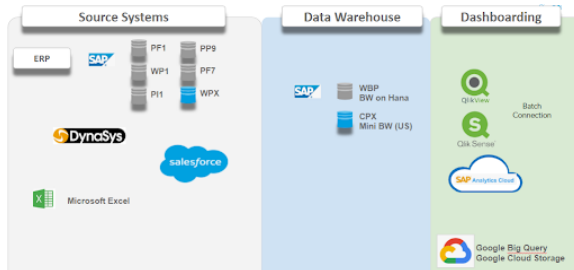 Source Systems
Data Warehouse
Dashboarding
ERP
SAP
PF1
PP9
WP1
PF7
PI1
WPX
DynaSys
salesforce
Microsoft Excel
SAP
WBP
BW on Hana
CPX
Mini BW (US)
QlikView
Batch
Connection
Qlik Sense
SAP Analytics Cloud
Google Big Query
Google Cloud Storage